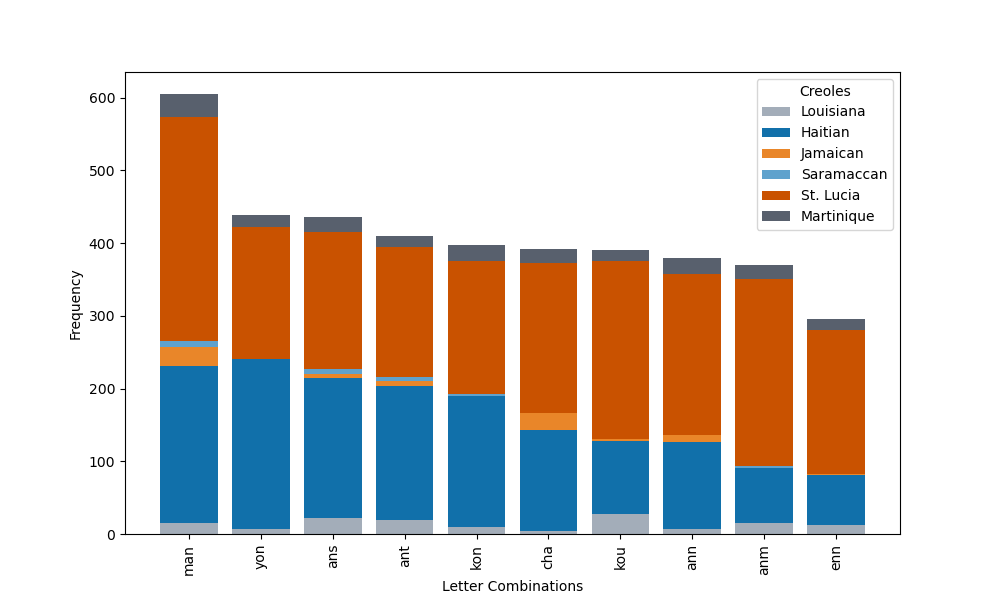 Creoles
Louisiana
Haitian
Jamaican
Saramaccan
St. Lucia
Martinique
600
500
400
300
200
100
0
Frequency
man
yon
ans
ant
kon
cha
kou
ann
anm
enn
Letter Combinations